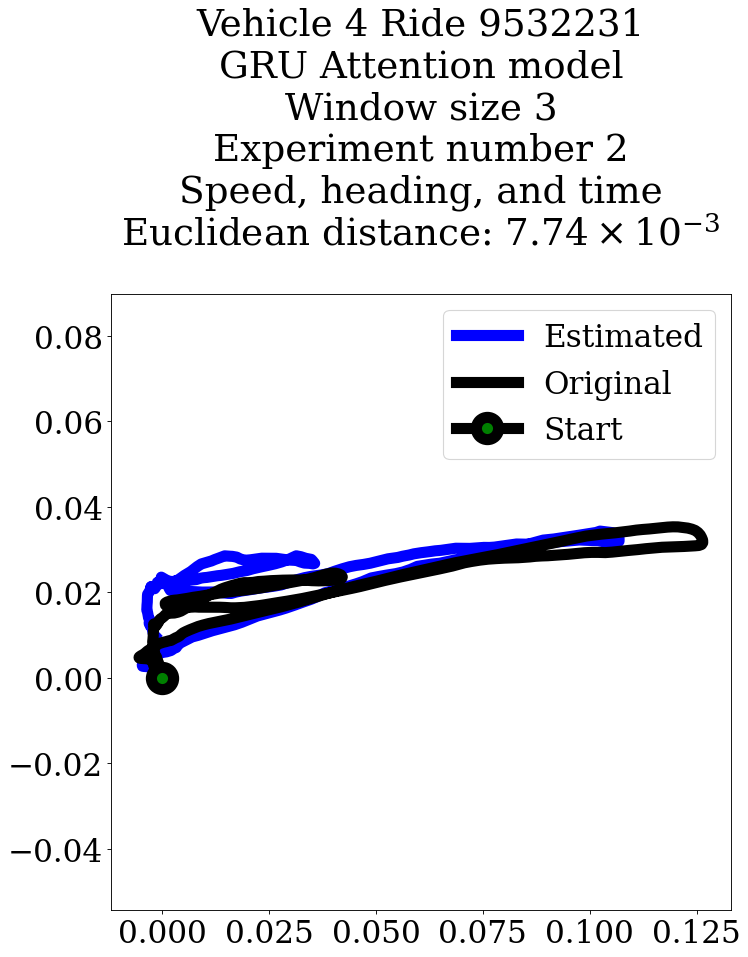 Vehicle 4 Ride 9532231
GRU Attention model
Window size 3
Experiment number 2
Speed, heading, and time
Euclidean distance: 7.74 × 10⁻³
Estimated
Original
Start
0.08
0.06
0.04
0.02
0.00
−0.02
−0.04
0.000 0.025 0.050 0.075 0.100 0.125